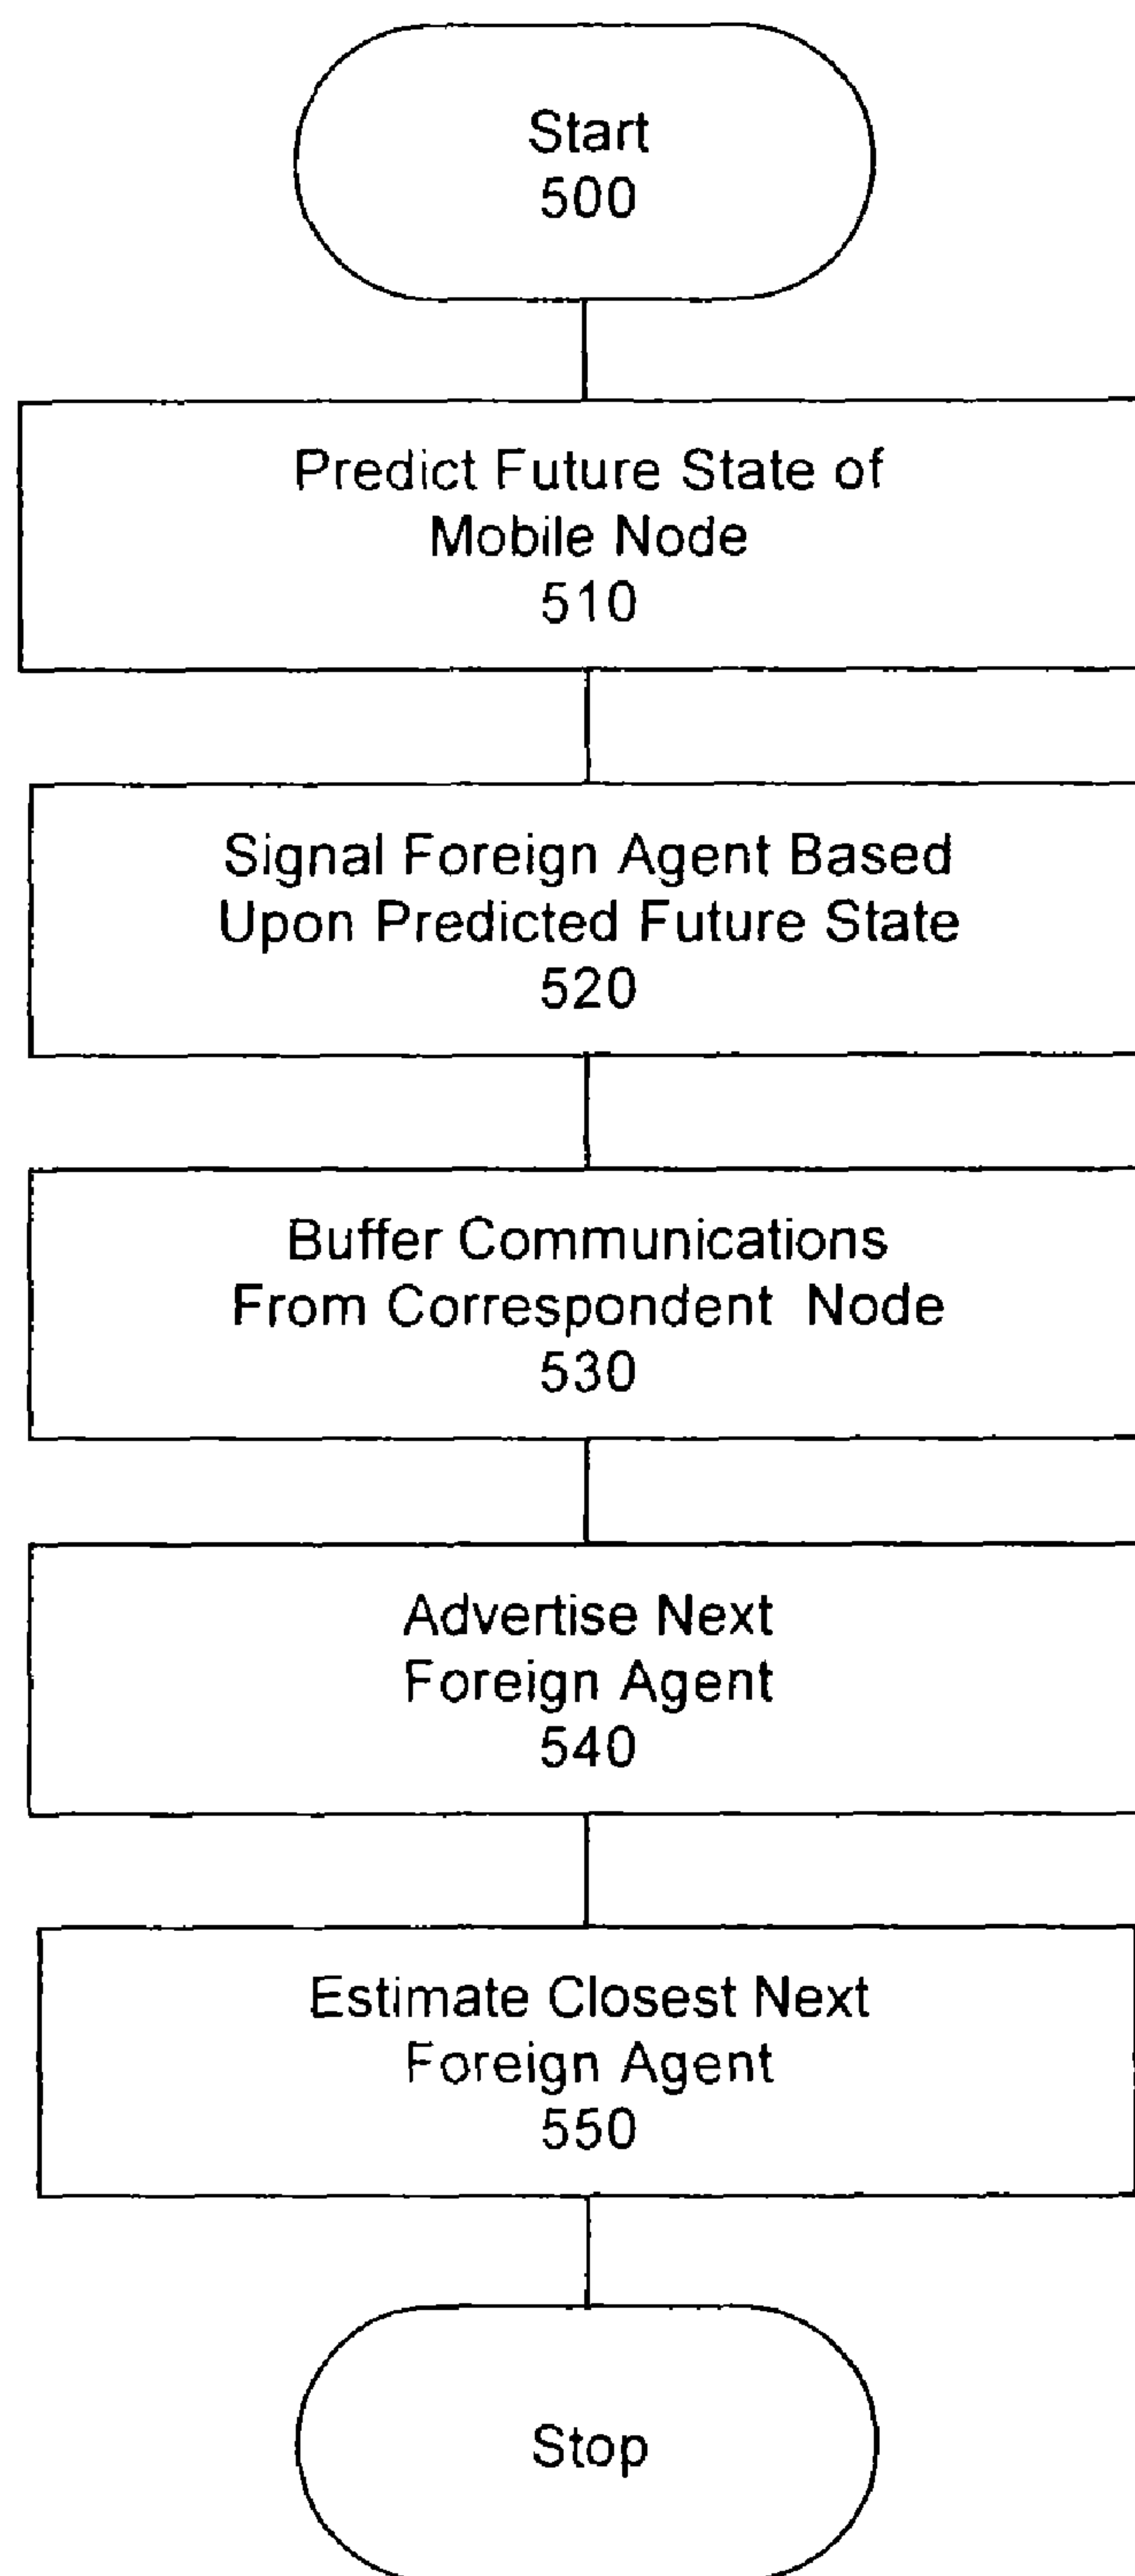 Start
500
Predict Future State of
Mobile Node
510
Signal Foreign Agent Based
Upon Predicted Future State
520
Buffer Communications
From Correspondent Node
530
Advertise Next
Foreign Agent
540
Estimate Closest Next
Foreign Agent
550
Stop